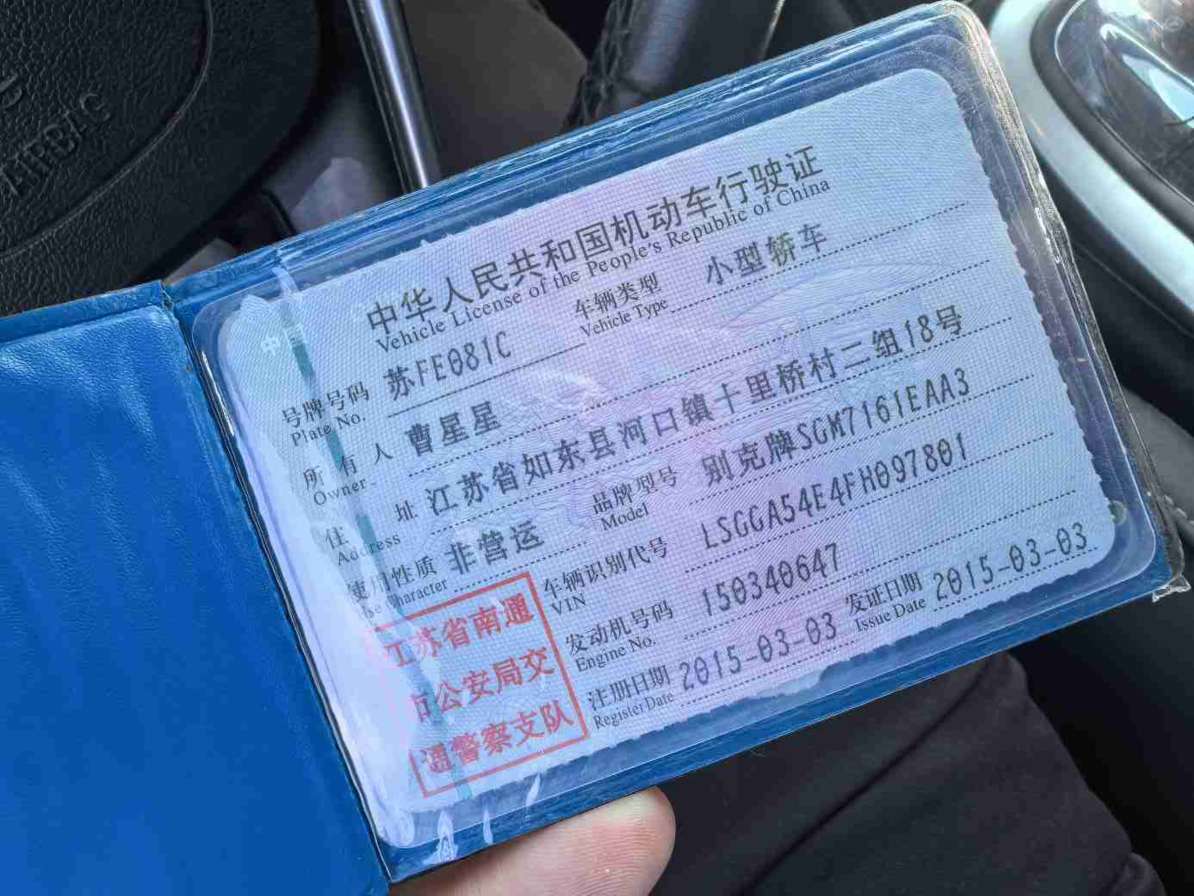 AIRBAG
中华人民共和国机动车行驶证
Vehicle License of the People's Republic of China
号牌号码 苏FE081C 车辆类型 小型轿车
Plate No. Vehicle Type
所有人 曹星星
Owner
住址 江苏省如东县河口镇十里桥村二组18号
Address
使用性质 非营运 品牌型号 别克牌SGM7161EAA3
Use Character Model
车辆识别代号 LSGGA54E4FH097801
VIN
发动机号码 150340647
Engine No.
注册日期 2015-03-03 发证日期 2015-03-03
Register Date Issue Date
江苏省南通
市公安局交
通警察支队
中